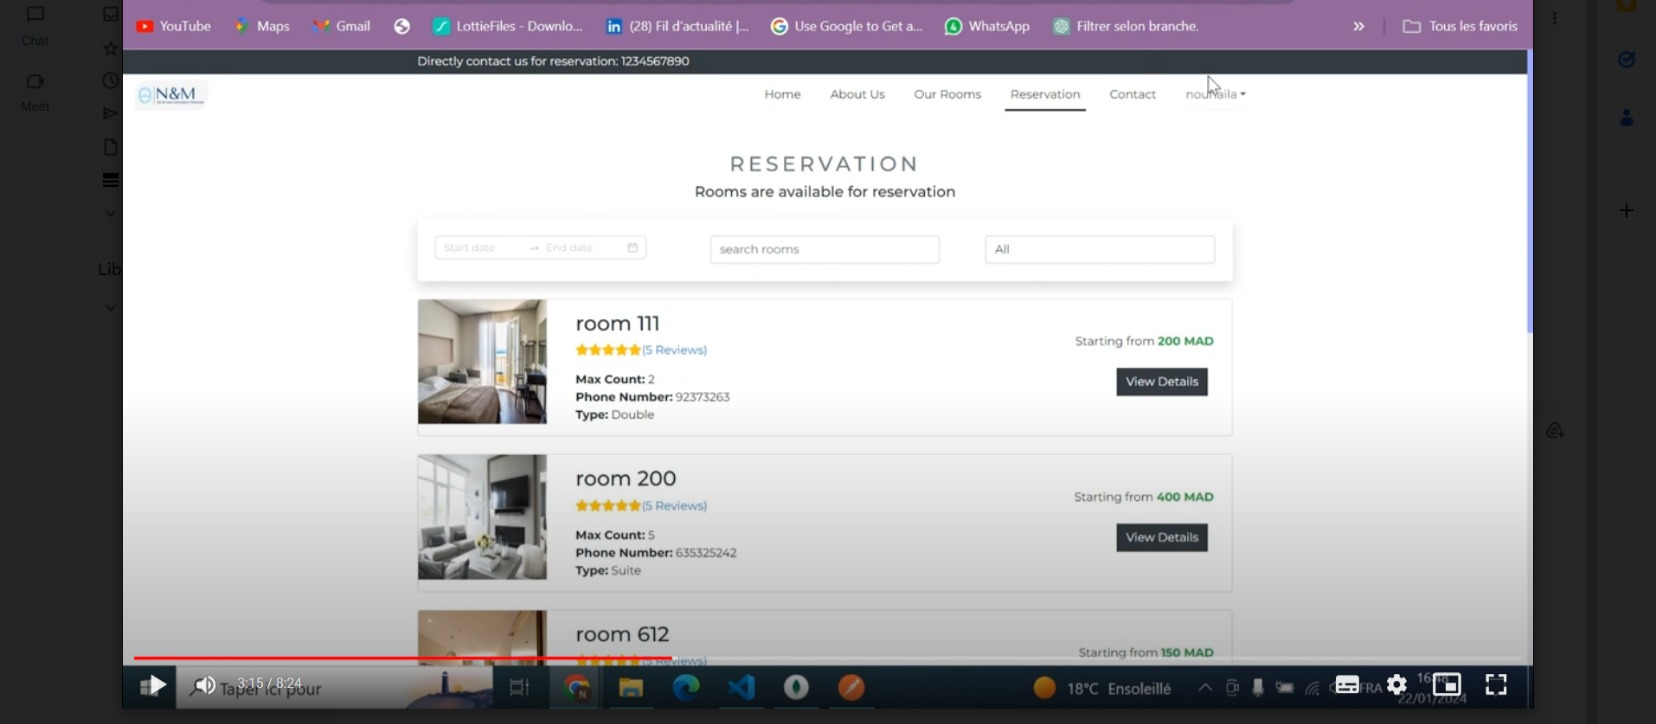 Chat
Meet
Lib
YouTube
Maps
Gmail
LottieFiles - Downlo...
(28) Fil d'actualité |...
Use Google to Get a...
WhatsApp
Filtrer selon branche.
»
Tous les favoris
Directly contact us for reservation: 1234567890
N&M
Home
About Us
Our Rooms
Reservation
Contact
nouhaila
RESERVATION
Rooms are available for reservation
Start date → End date
search rooms
All
room 111
(5 Reviews)
Max Count: 2
Phone Number: 92373263
Type: Double
Starting from 200 MAD
View Details
room 200
(5 Reviews)
Max Count: 5
Phone Number: 635325242
Type: Suite
Starting from 400 MAD
View Details
room 612
(5 Reviews)
Starting from 150 MAD
3:15 / 8:24
Taper ici pour
18°C Ensoleillé
FRA
22/01/2024